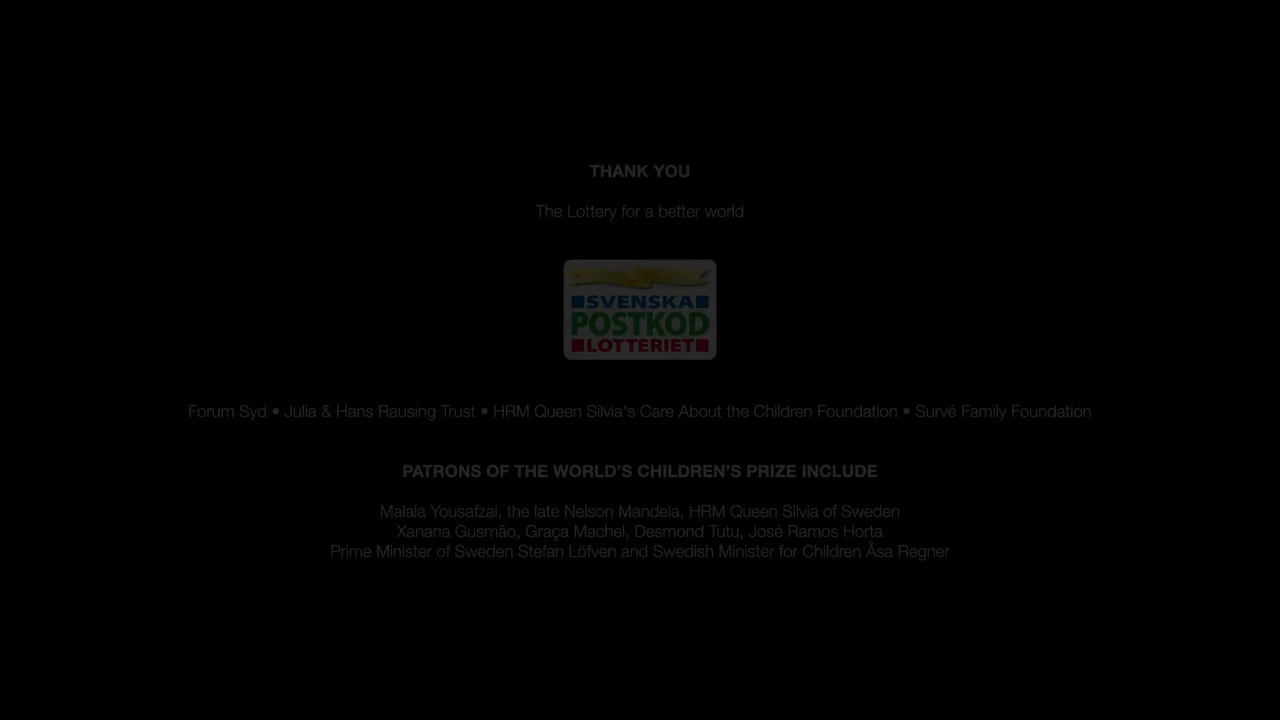 THANK YOU
The Lottery for a better world
SVENSKA
POSTKOD
LOTTERIET
Forum Syd • Julia & Hans Rausing Trust • HRM Queen Silvia's Care About the Children Foundation • Survé Family Foundation
PATRONS OF THE WORLD’S CHILDREN’S PRIZE INCLUDE
Malala Yousafzai, the late Nelson Mandela, HRM Queen Silvia of Sweden
Xanana Gusmão, Graça Machel, Desmond Tutu, José Ramos Horta
Prime Minister of Sweden Stefan Löfven and Swedish Minister for Children Åsa Regner